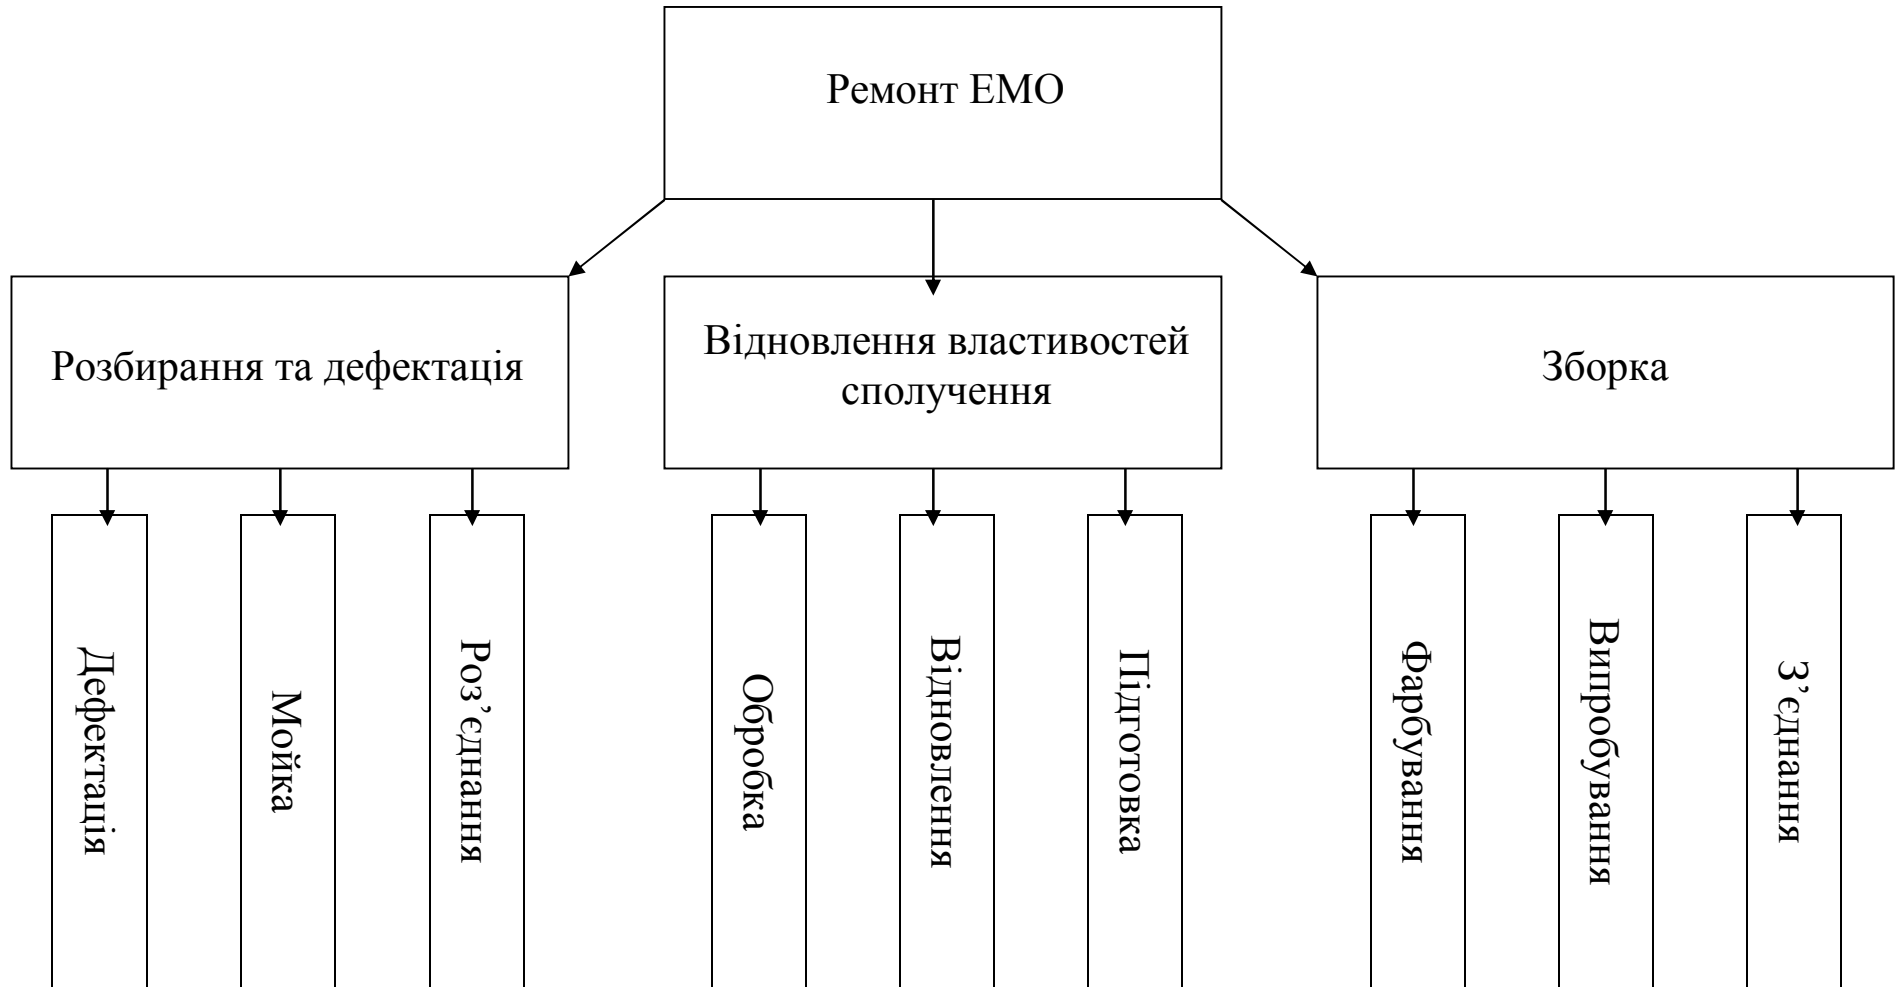 Ремонт ЕМО
Розбирання та дефектація
Відновлення властивостей
сполучення
Зборка
Дефектація
Мойка
Роз’єднання
Обробка
Відновлення
Підготовка
Фарбування
Випробування
З’єднання